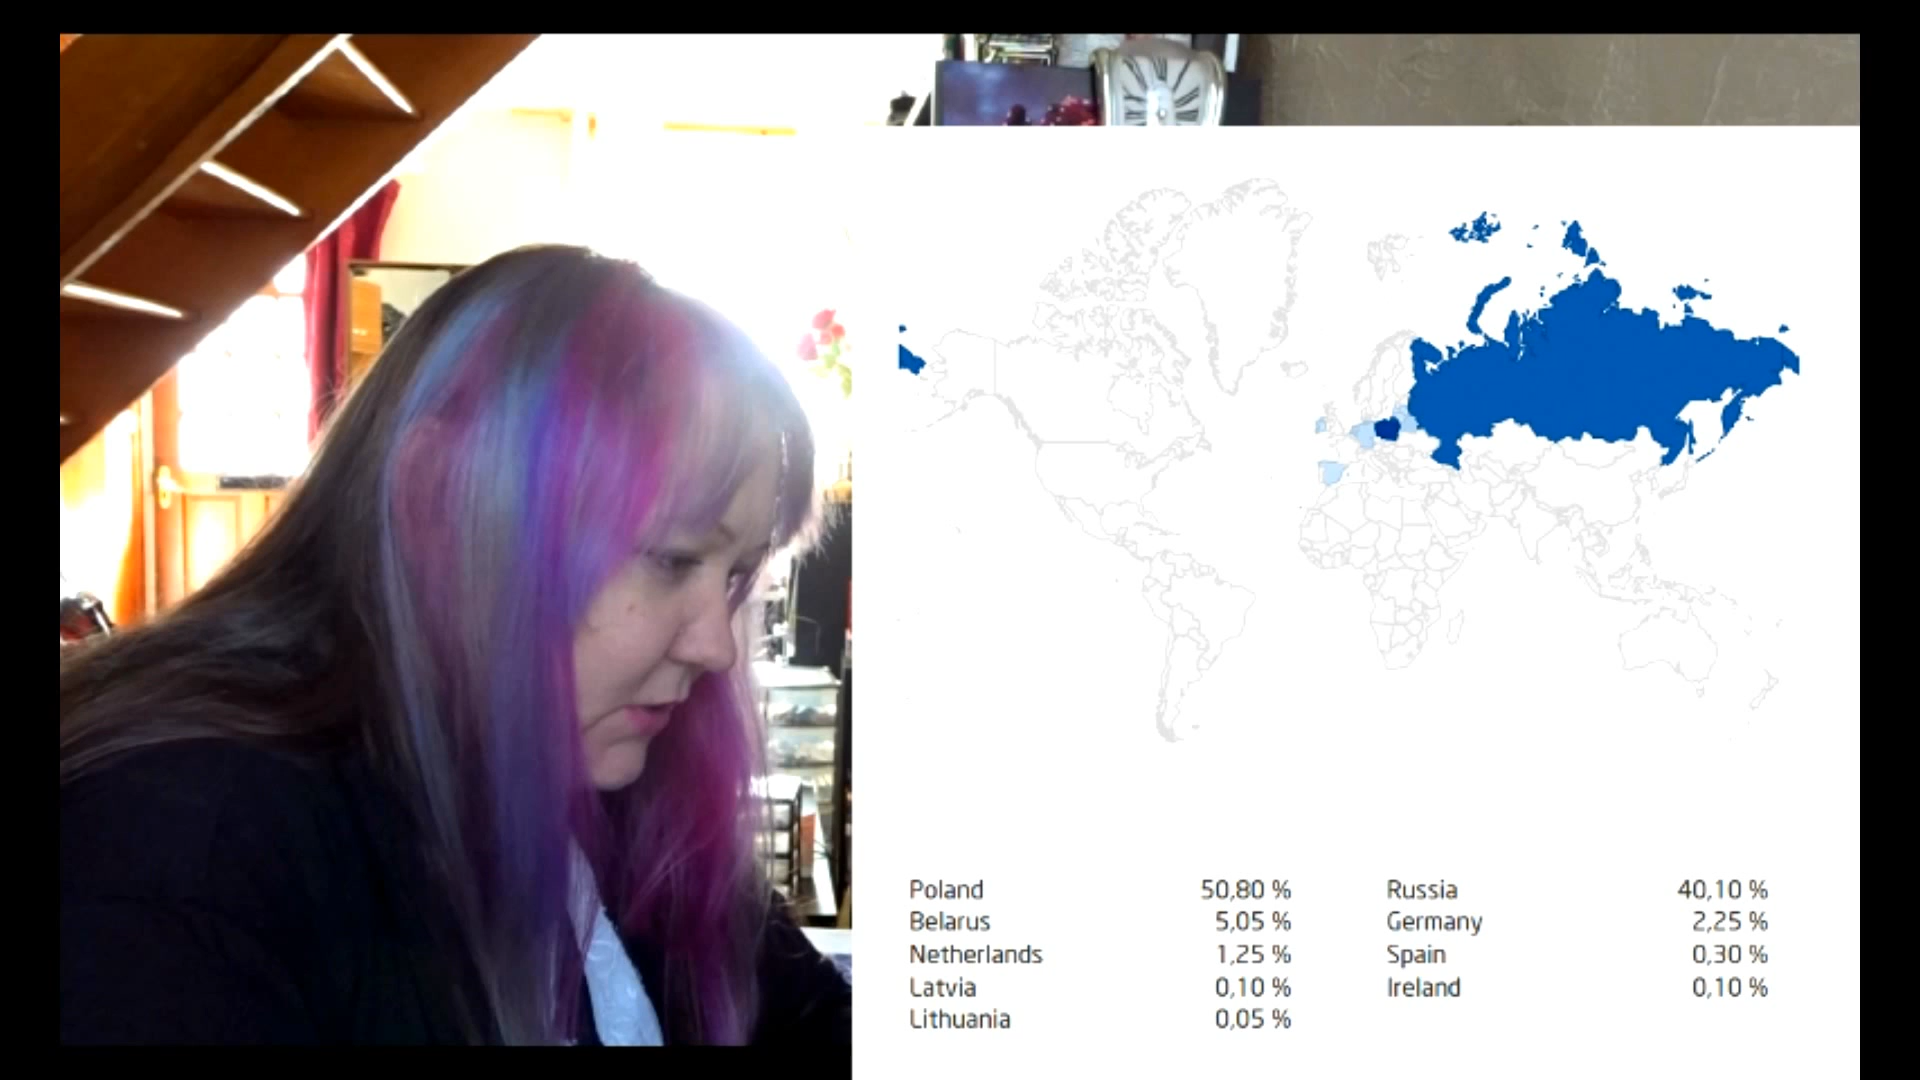 Poland 50,80 % Russia 40,10 %
Belarus 5,05 % Germany 2,25 %
Netherlands 1,25 % Spain 0,30 %
Latvia 0,10 % Ireland 0,10 %
Lithuania 0,05 %